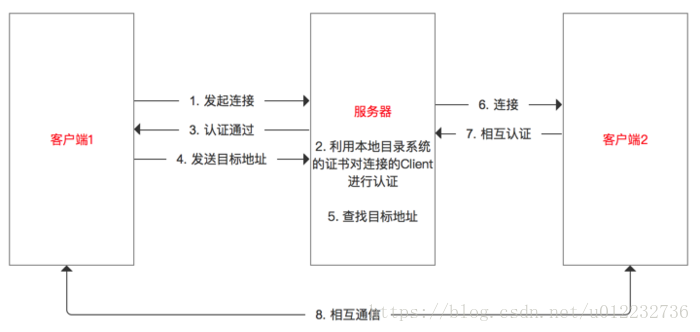 1. 发起连接
服务器
6. 连接
客户端1
3. 认证通过
7. 相互认证
客户端2
2. 利用本地目录系统
的证书对连接的Client
进行认证
4. 发送目标地址
5. 查找目标地址
8. 相互通信
https://blog.csdn.net/u012232736